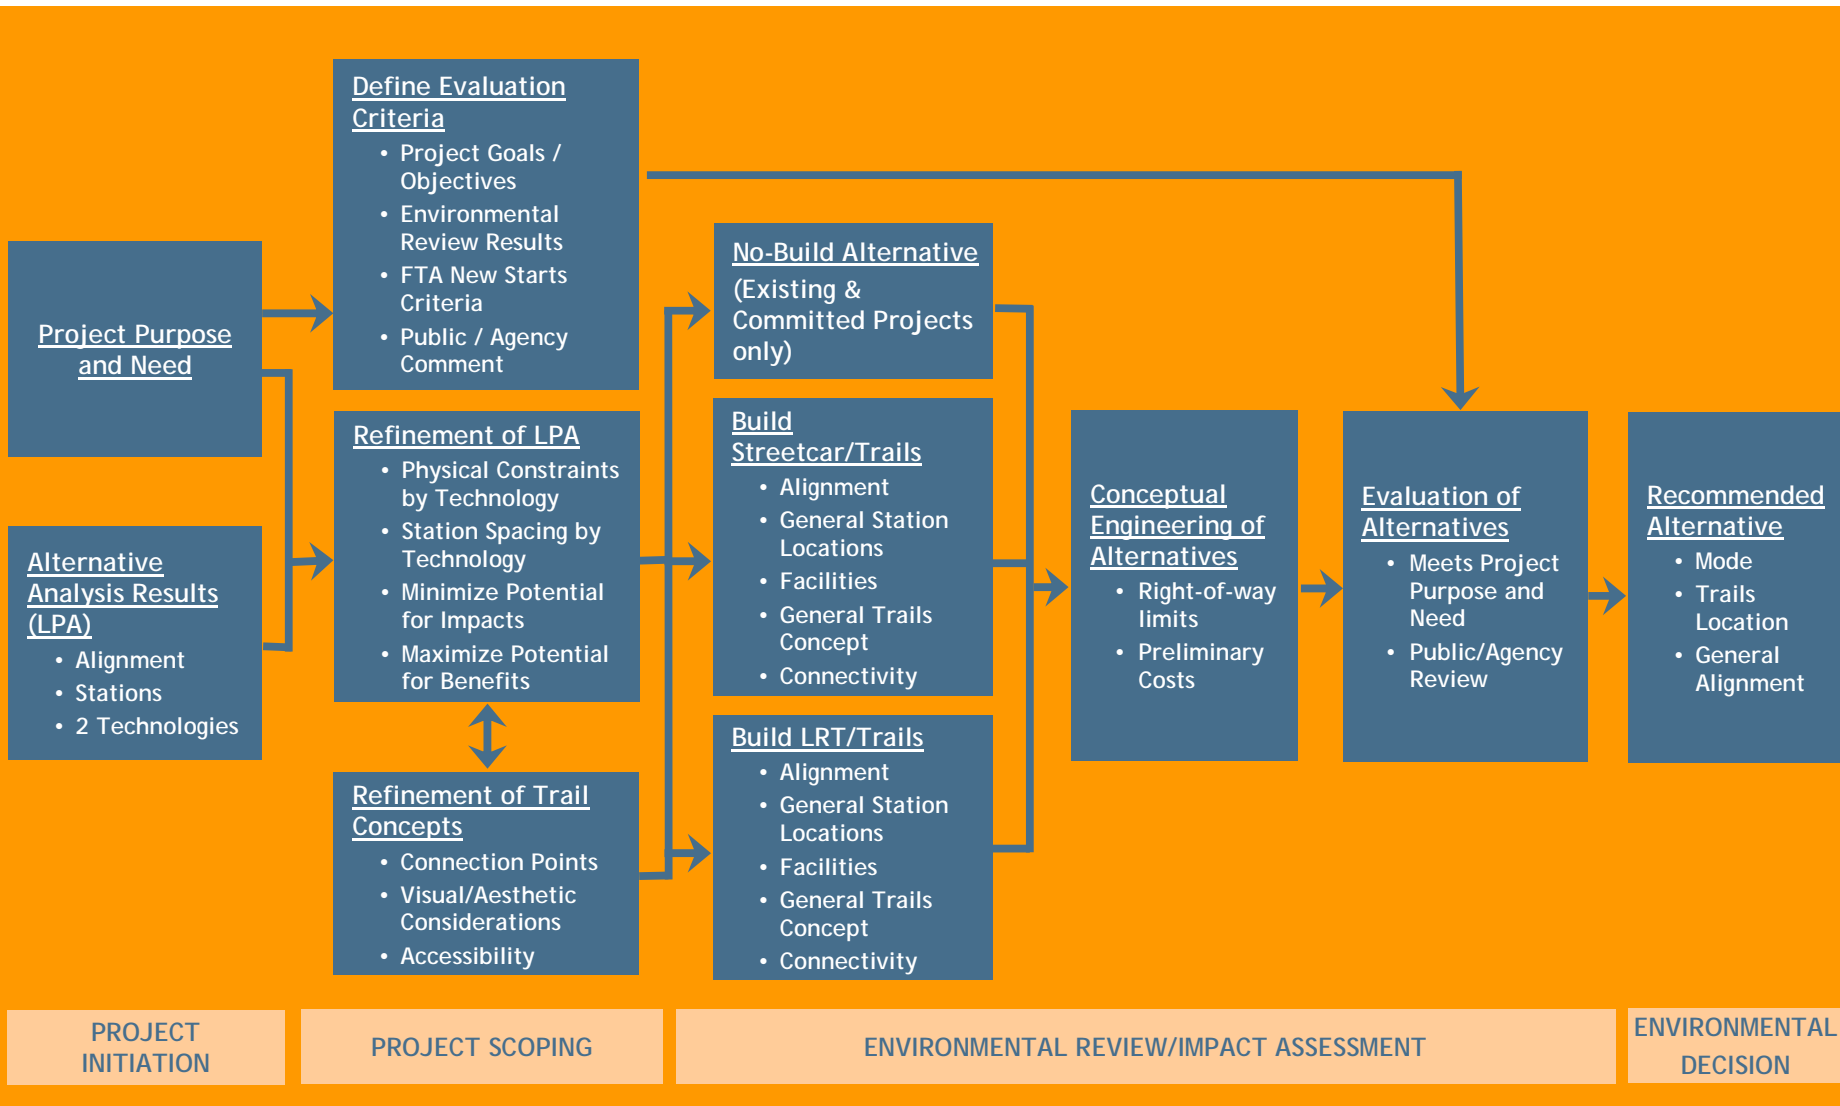 Project Purpose
and Need
Alternative
Analysis Results
(LPA)
• Alignment
• Stations
• 2 Technologies
Define Evaluation
Criteria
• Project Goals /
Objectives
• Environmental
Review Results
• FTA New Starts
Criteria
• Public / Agency
Comment
Refinement of LPA
• Physical Constraints
by Technology
• Station Spacing by
Technology
• Minimize Potential
for Impacts
• Maximize Potential
for Benefits
Refinement of Trail
Concepts
• Connection Points
• Visual/Aesthetic
Considerations
• Accessibility
No-Build Alternative
(Existing &
Committed Projects
only)
Build
Streetcar/Trails
• Alignment
• General Station
Locations
• Facilities
• General Trails
Concept
• Connectivity
Build LRT/Trails
• Alignment
• General Station
Locations
• Facilities
• General Trails
Concept
• Connectivity
Conceptual
Engineering of
Alternatives
• Right-of-way
limits
• Preliminary
Costs
Evaluation of
Alternatives
• Meets Project
Purpose and
Need
• Public/Agency
Review
Recommended
Alternative
• Mode
• Trails
Location
• General
Alignment
PROJECT
INITIATION
PROJECT SCOPING
ENVIRONMENTAL REVIEW/IMPACT ASSESSMENT
ENVIRONMENTAL
DECISION